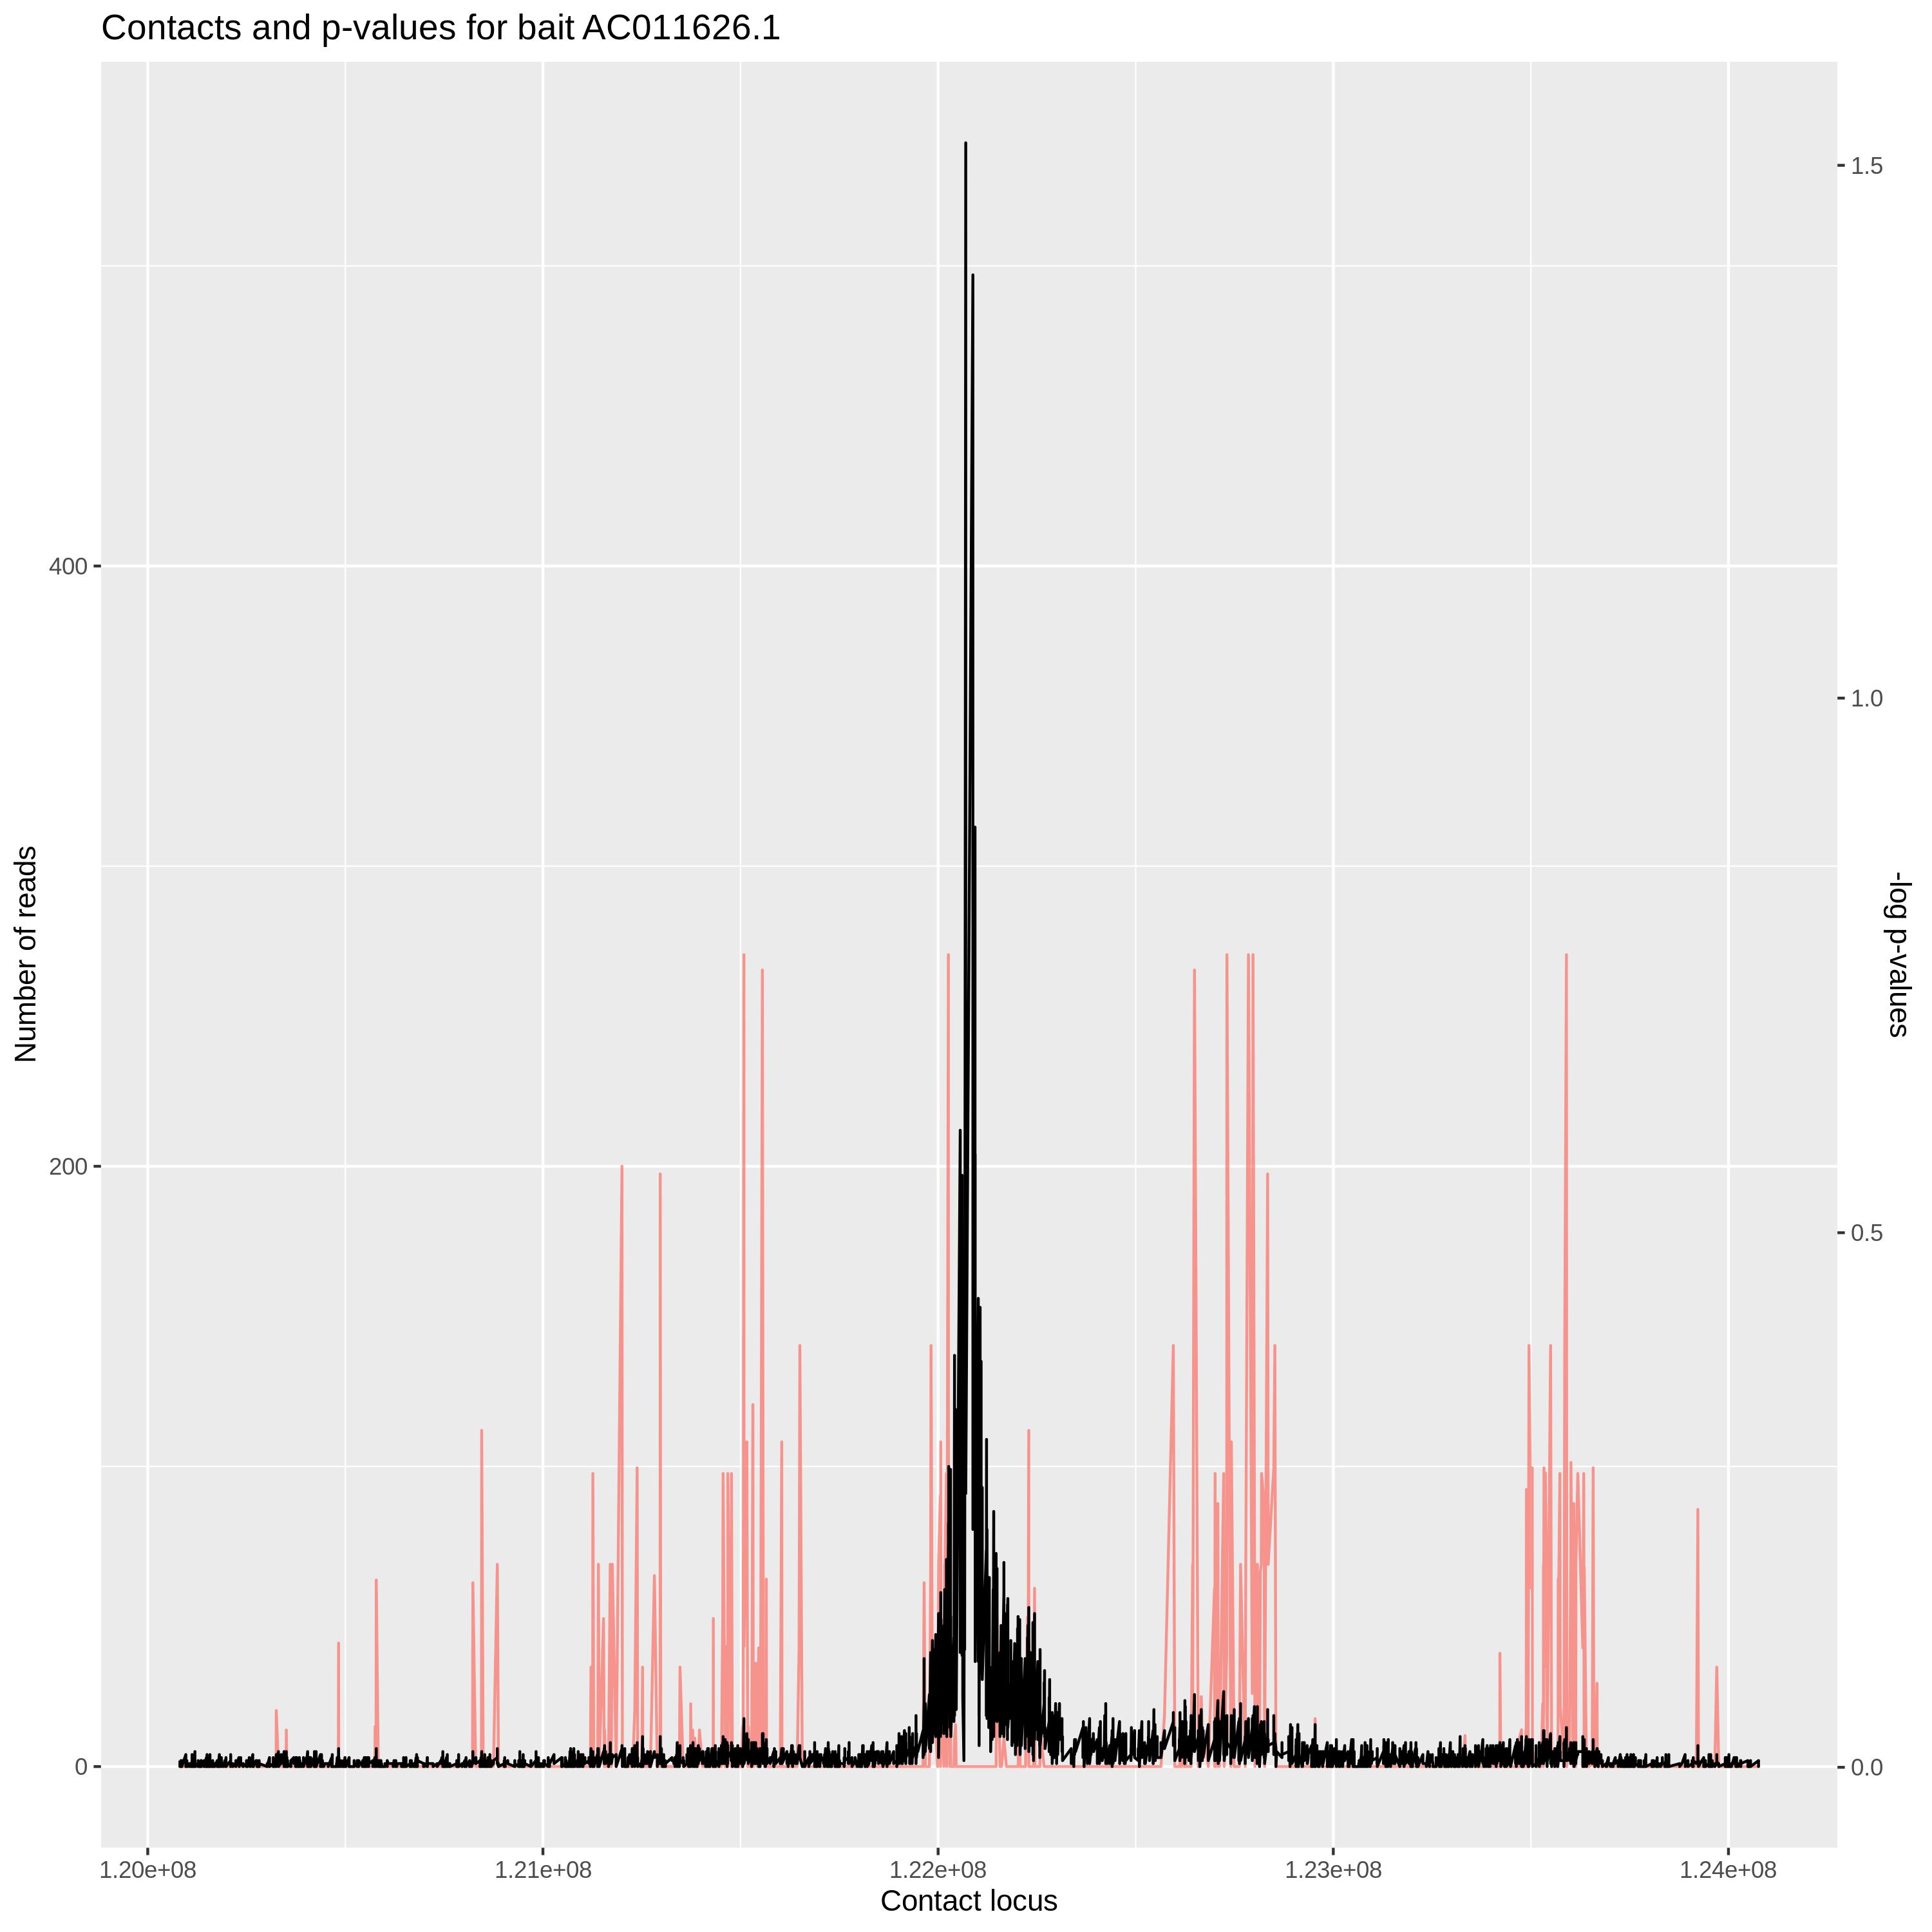 Contacts and p-values for bait AC011626.1
Number of reads
400
200
0
1.5
1.0
0.5
0.0
-log p-values
1.20e+08
1.21e+08
1.22e+08
1.23e+08
1.24e+08
Contact locus